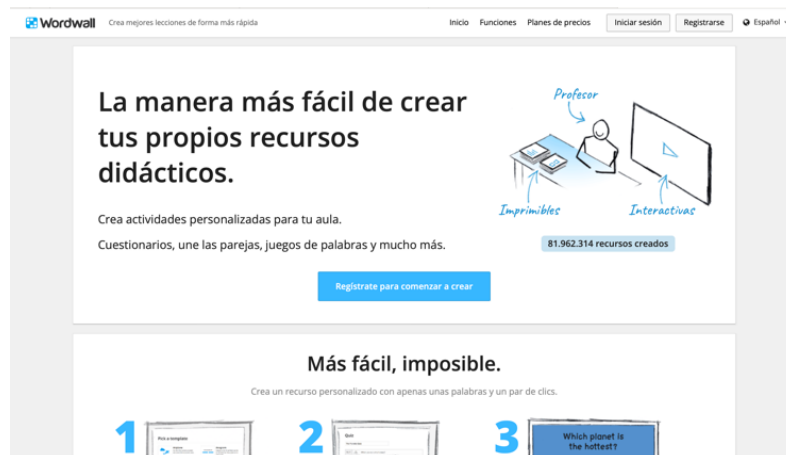 Wordwall Crea mejores lecciones de forma más rápida Inicio Funciones Planes de precios Iniciar sesión Registrarse Español
La manera más fácil de crear
tus propios recursos
didácticos.
Crea actividades personalizadas para tu aula.
Cuestionarios, une las parejas, juegos de palabras y mucho más.
Profesor
Imprimibles Interactivas
81.962.314 recursos creados
Regístrate para comenzar a crear
Más fácil, imposible.
Crea un recurso personalizado con apenas unas palabras y un par de clics.
1 2 3
Pick a template
Quiz
Which planet is
the hottest?